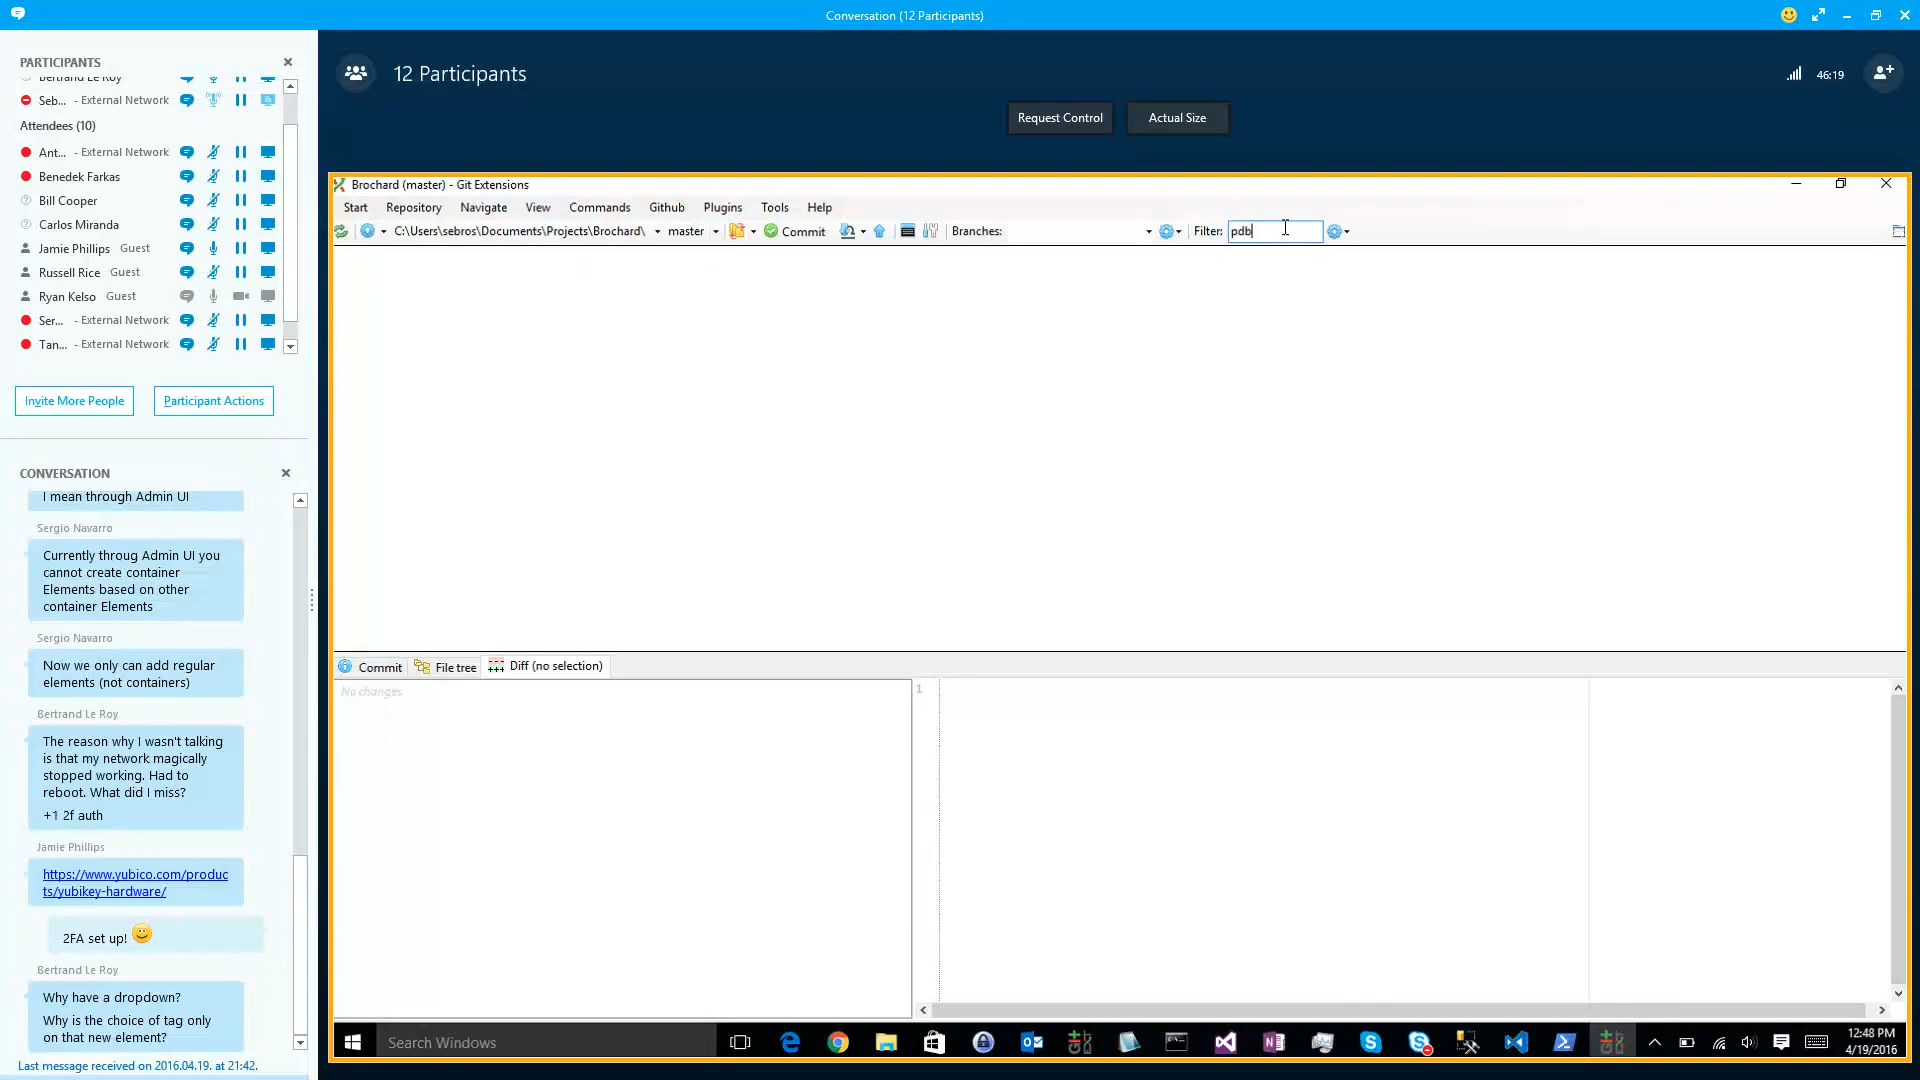 Conversation (12 Participants)
PARTICIPANTS
Bertrand Le Roy
Seb... - External Network
Attendees (10)
Ant... - External Network
Benedek Farkas
Bill Cooper
Carlos Miranda
Jamie Phillips Guest
Russell Rice Guest
Ryan Kelso Guest
Ser... - External Network
Tan... - External Network
Invite More People
Participant Actions
CONVERSATION
I mean through Admin UI
Sergio Navarro
Currently throug Admin UI you
cannot create container
Elements based on other
container Elements
Sergio Navarro
Now we only can add regular
elements (not containers)
Bertrand Le Roy
The reason why I wasn't talking
is that my network magically
stopped working. Had to
reboot. What did I miss?
+1 2f auth
Jamie Phillips
https://www.yubico.com/produc
ts/yubikey-hardware/
2FA set up!
Bertrand Le Roy
Why have a dropdown?
Why is the choice of tag only
on that new element?
Last message received on 2016.04.19. at 21:42.
12 Participants
46:19
Request Control
Actual Size
Brochard (master) - Git Extensions
Start Repository Navigate View Commands Github Plugins Tools Help
C:\Users\sebros\Documents\Projects\Brochard\ master Commit Branches: Filter: pdb
Commit File tree Diff (no selection)
No changes
1
Search Windows
12:48 PM
4/19/2016